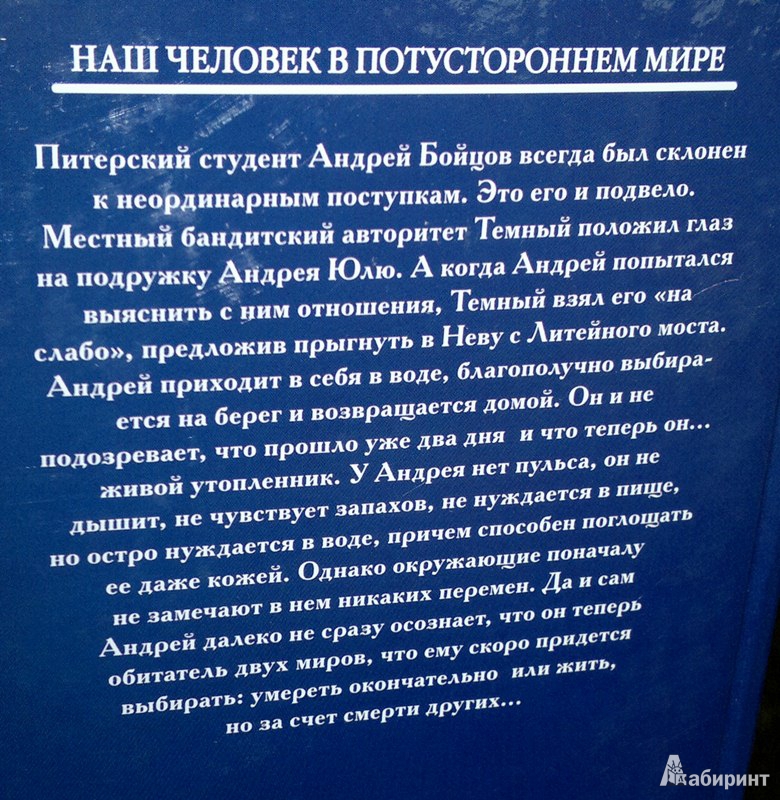 НАШ ЧЕЛОВЕК В ПОТУСТОРОННЕМ МИРЕ
Питерский студент Андрей Бойцов всегда был склонен
к неординарным поступкам. Это его и подвело.
Местный бандитский авторитет Темный положил глаз
на подружку Андрея Юлю. А когда Андрей попытался
выяснить с ним отношения, Темный взял его «на
слабо», предложив прыгнуть в Неву с Литейного моста.
Андрей приходит в себя в воде, благополучно выбира-
ется на берег и возвращается домой. Он и не
подозревает, что прошло уже два дня и что теперь он...
живой утопленник. У Андрея нет пульса, он не
дышит, не чувствует запахов, не нуждается в пище,
но остро нуждается в воде, причем способен поглощать
ее даже кожей. Однако окружающие поначалу
не замечают в нем никаких перемен. Да и сам
Андрей далеко не сразу осознает, что он теперь
обитатель двух миров, что ему скоро придется
выбирать: умереть окончательно или жить,
но за счет смерти других...
Лабиринт